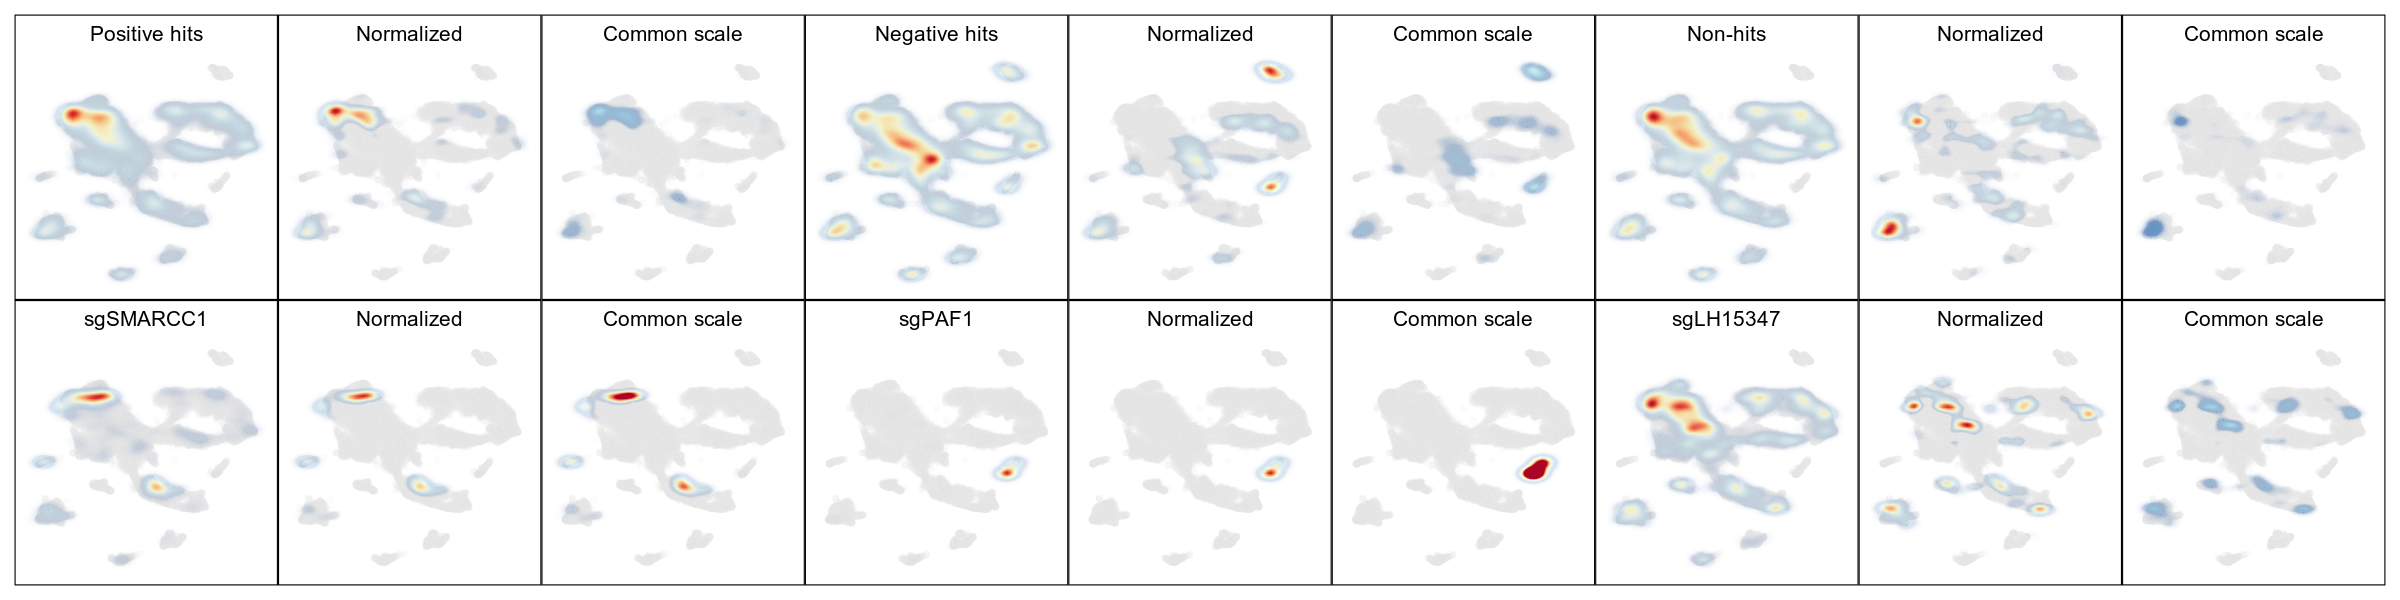 Positive hits
Normalized
Common scale
Negative hits
Normalized
Common scale
Non-hits
Normalized
Common scale
sgSMARCC1
Normalized
Common scale
sgPAF1
Normalized
Common scale
sgLH15347
Normalized
Common scale